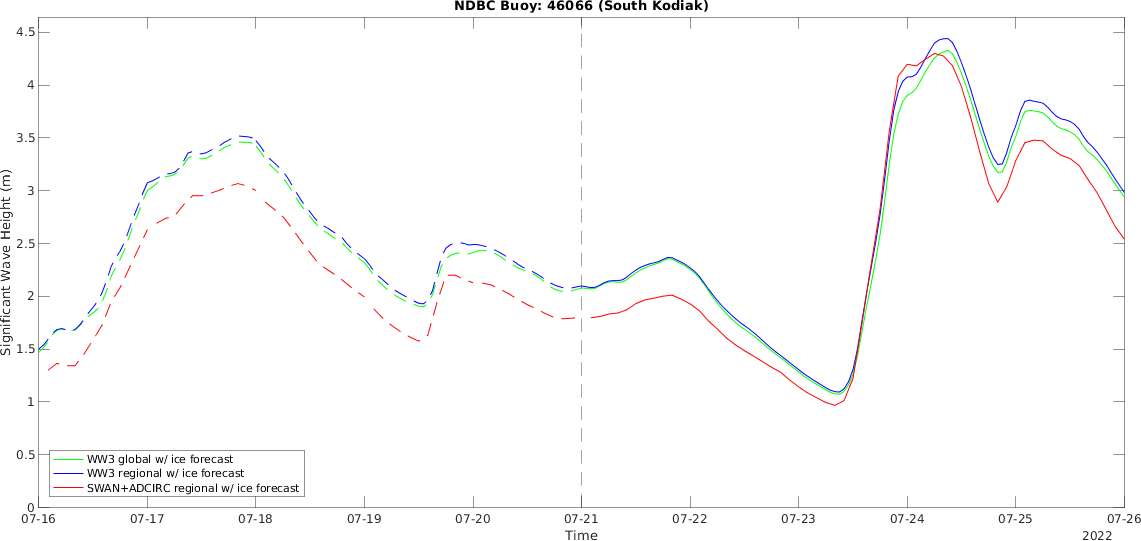 NDBC Buoy: 46066 (South Kodiak)
Significant Wave Height (m)
4.5
4
3.5
3
2.5
2
1.5
1
0.5
0
WW3 global w/ ice forecast
WW3 regional w/ ice forecast
SWAN+ADCIRC regional w/ ice forecast
07-16 07-17 07-18 07-19 07-20 07-21 07-22 07-23 07-24 07-25 07-26
Time
2022